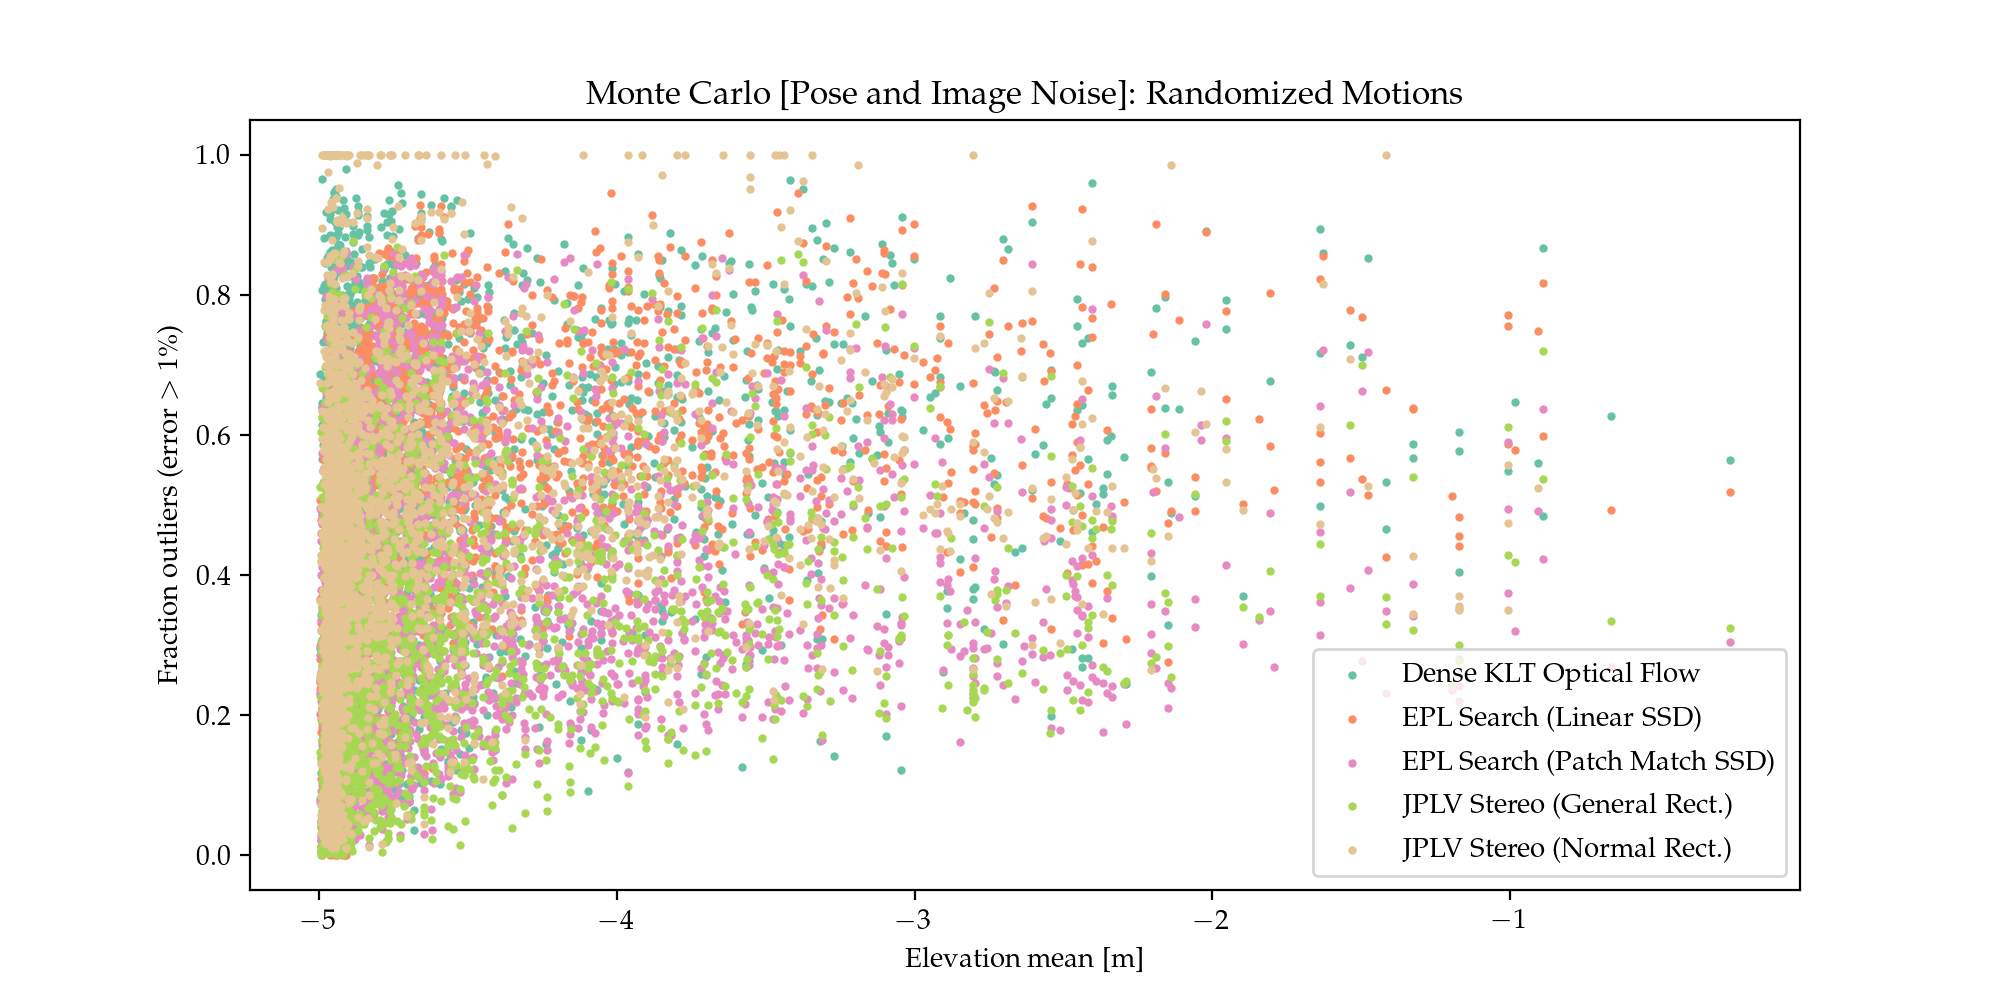 Monte Carlo [Pose and Image Noise]: Randomized Motions
Fraction outliers (error > 1%)
1.0
0.8
0.6
0.4
0.2
0.0
−5
−4
−3
−2
−1
Elevation mean [m]
Dense KLT Optical Flow
EPL Search (Linear SSD)
EPL Search (Patch Match SSD)
JPLV Stereo (General Rect.)
JPLV Stereo (Normal Rect.)